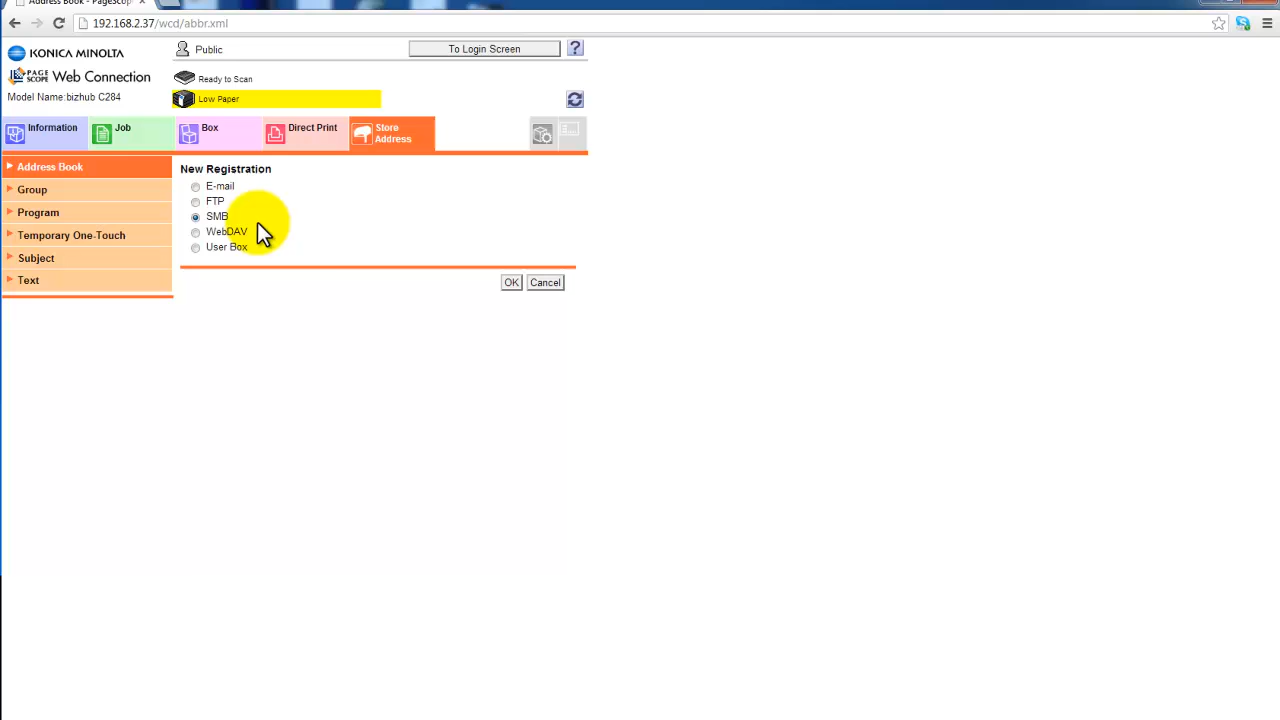 Address Book - PageScop
192.168.2.37/wcd/abbr.xml
KONICA MINOLTA
PAGE SCOPE Web Connection
Model Name:bizhub C284
Public
To Login Screen
?
Ready to Scan
Low Paper
Information
Job
Box
Direct Print
Store
Address
Address Book
Group
Program
Temporary One-Touch
Subject
Text
New Registration
E-mail
FTP
SMB
WebDAV
User Box
OK
Cancel